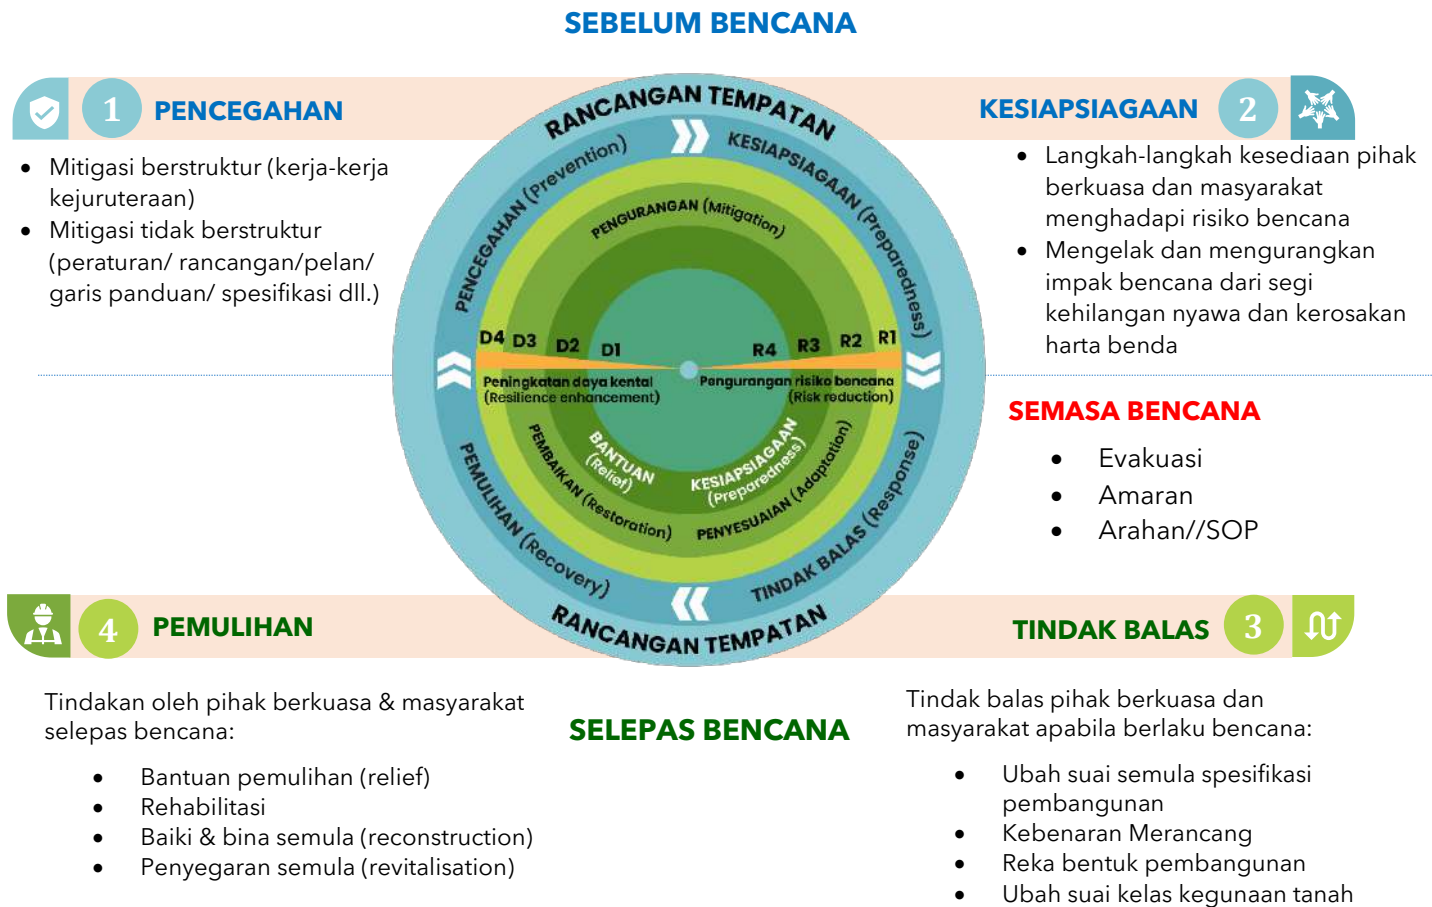 SEBELUM BENCANA
1 PENCEGAHAN
• Mitigasi berstruktur (kerja-kerja
kejuruteraan)
• Mitigasi tidak berstruktur
(peraturan/ rancangan/pelan/
garis panduan/ spesifikasi dll.)
KESIAPSIAGAAN 2
• Langkah-langkah kesediaan pihak
berkuasa dan masyarakat
menghadapi risiko bencana
• Mengelak dan mengurangkan
impak bencana dari segi
kehilangan nyawa dan kerosakan
harta benda
RANCANGAN TEMPATAN
PENCEGAHAN (Prevention)
KESIAPSIAGAAN (Preparedness)
PENGURANGAN (Mitigation)
D4 D3 D2 D1 R4 R3 R2 R1
Peningkatan daya kental
(Resilience enhancement)
Pengurangan risiko bencana
(Risk reduction)
BANTUAN
(Relief)
KESIAPSIAGAAN
(Preparedness)
PEMBAIKAN (Restoration)
PENYESUAIAN (Adaptation)
PEMULIHAN (Recovery)
TINDAK BALAS (Response)
RANCANGAN TEMPATAN
SEMASA BENCANA
• Evakuasi
• Amaran
• Arahan//SOP
4 PEMULIHAN
Tindakan oleh pihak berkuasa & masyarakat
selepas bencana:
• Bantuan pemulihan (relief)
• Rehabilitasi
• Baiki & bina semula (reconstruction)
• Penyegaran semula (revitalisation)
SELEPAS BENCANA
TINDAK BALAS 3
Tindak balas pihak berkuasa dan
masyarakat apabila berlaku bencana:
• Ubah suai semula spesifikasi
pembangunan
• Kebenaran Merancang
• Reka bentuk pembangunan
• Ubah suai kelas kegunaan tanah